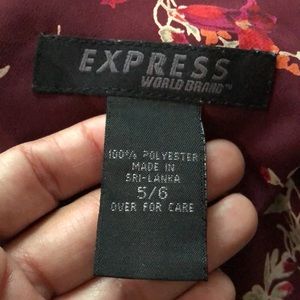 EXPRESS
WORLD BRAND™
100% POLYESTER
MADE IN
SRI-LANKA
5/6
OVER FOR CARE